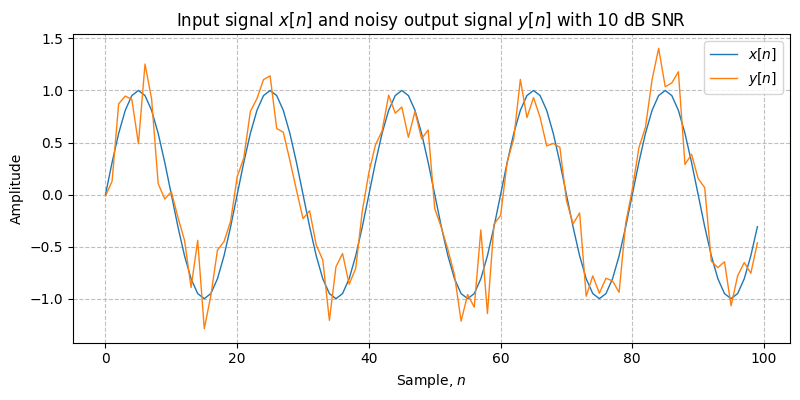 Input signal x[n] and noisy output signal y[n] with 10 dB SNR
1.5
1.0
0.5
0.0
−0.5
−1.0
Amplitude
x[n]
y[n]
0 20 40 60 80 100
Sample, n